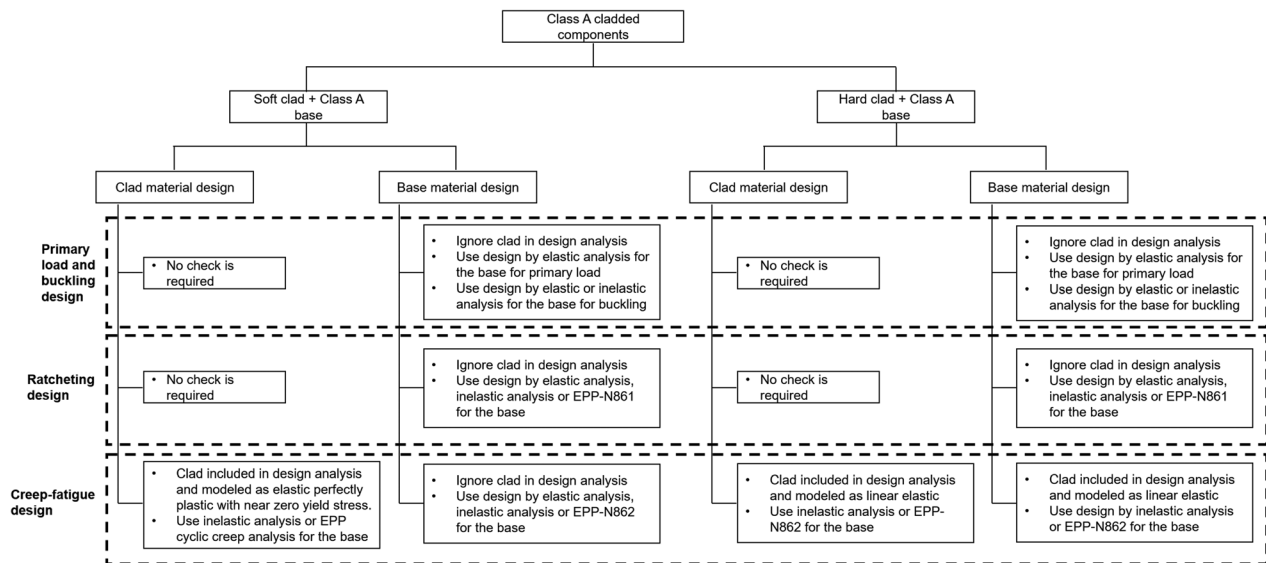 Class A cladded
components
Soft clad + Class A
base
Hard clad + Class A
base
Clad material design
Base material design
Clad material design
Base material design
Primary
load and
buckling
design
• No check is
required
• Ignore clad in design analysis
• Use design by elastic analysis for
the base for primary load
• Use design by elastic or inelastic
analysis for the base for buckling
• No check is
required
• Ignore clad in design analysis
• Use design by elastic analysis for
the base for primary load
• Use design by elastic or inelastic
analysis for the base for buckling
Ratcheting
design
• No check is
required
• Ignore clad in design analysis
• Use design by elastic analysis,
inelastic analysis or EPP-N861
for the base
• No check is
required
• Ignore clad in design analysis
• Use design by elastic analysis,
inelastic analysis or EPP-N861
for the base
Creep-fatigue
design
• Clad included in design analysis
and modeled as elastic perfectly
plastic with near zero yield stress.
• Use inelastic analysis or EPP
cyclic creep analysis for the base
• Ignore clad in design analysis
• Use design by elastic analysis,
inelastic analysis or EPP-N862
for the base
• Clad included in design analysis
and modeled as linear elastic
• Use inelastic analysis or EPP-
N862 for the base
• Clad included in design analysis
and modeled as linear elastic
• Use design by inelastic analysis
or EPP-N862 for the base